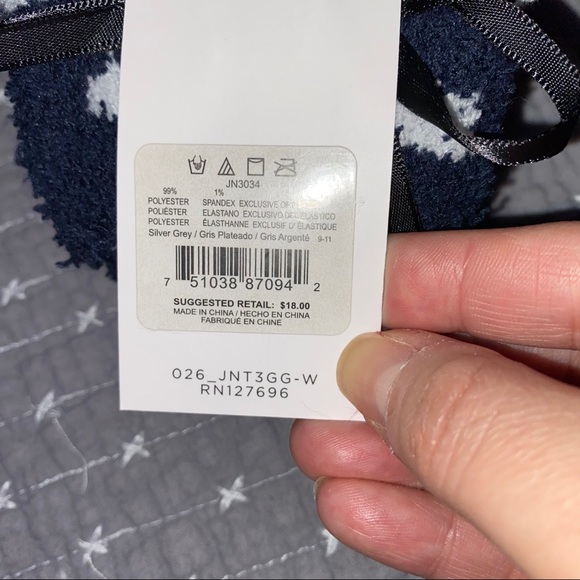 JN3034
99% 1%
POLYESTER SPANDEX EXCLUSIVE OF
POLIÉSTER ELASTANO EXCLUSIVO DEL PLÁSTICO
POLYESTER ÉLASTHANNE EXCLUSIF D'ÉLASTIQUE
Silver Grey / Gris Plateado / Gris Argenté 9-11
7 51038 87094 2
SUGGESTED RETAIL: $18.00
MADE IN CHINA / HECHO EN CHINA
FABRIQUÉ EN CHINE
026_JNT3GG-W
RN127696